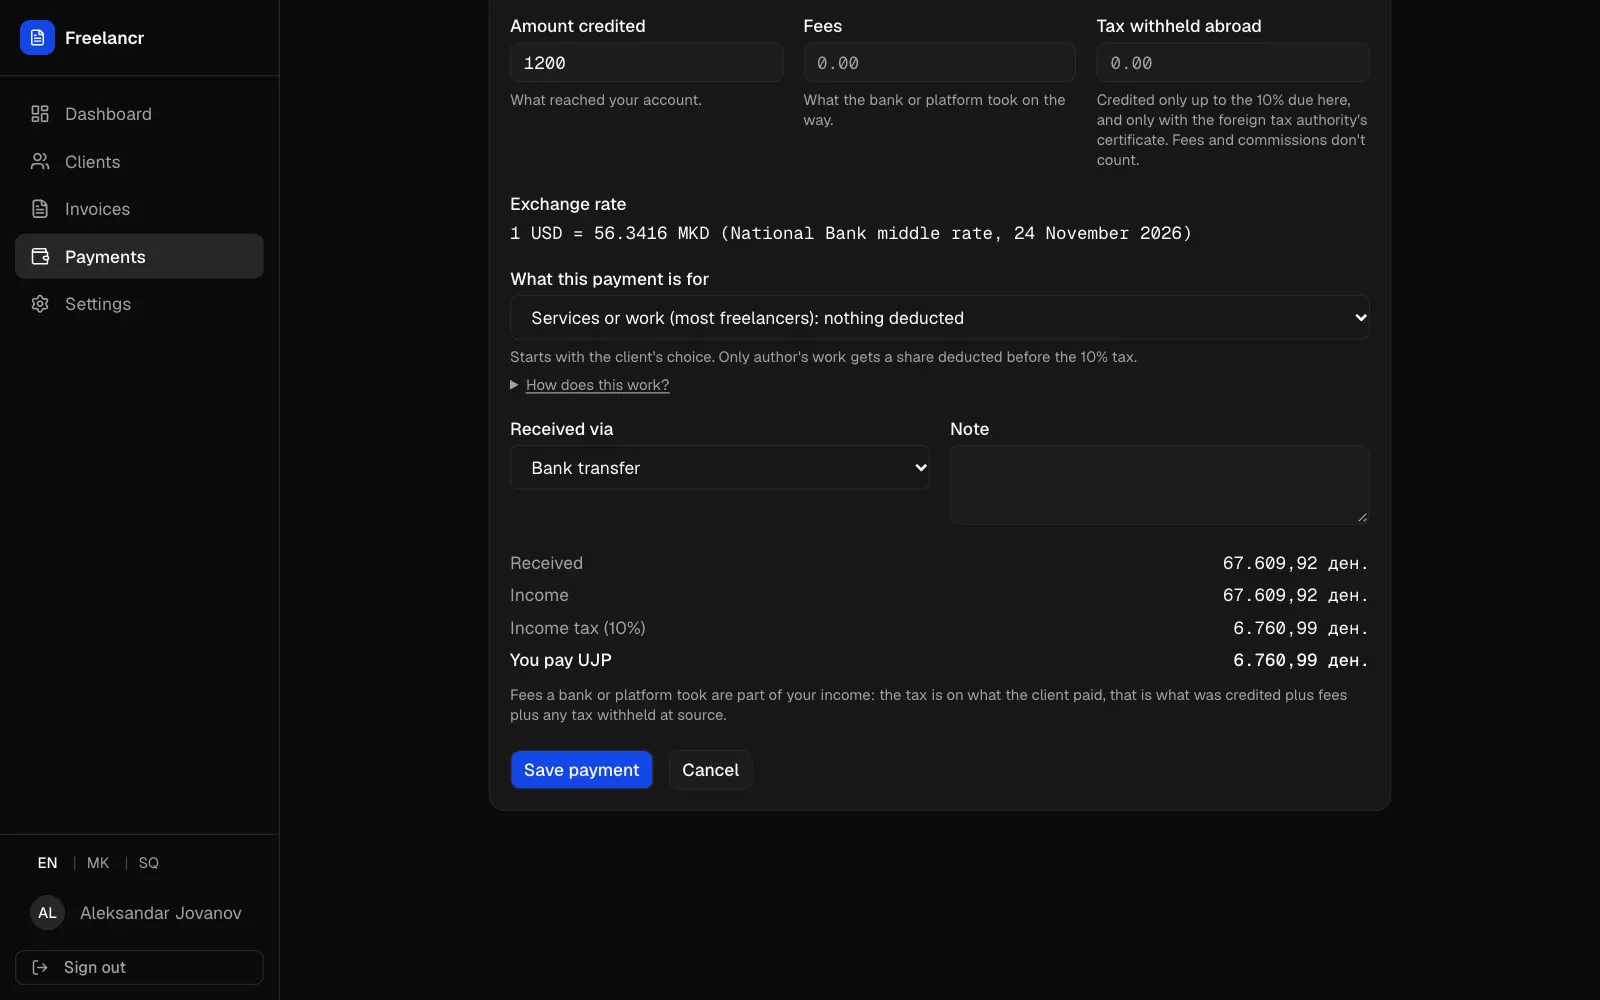 Freelancr
Dashboard
Clients
Invoices
Payments
Settings
EN | MK | SQ
AL Aleksandar Jovanov
Sign out
Amount credited
1200
What reached your account.
Fees
0.00
What the bank or platform took on the
way.
Tax withheld abroad
0.00
Credited only up to the 10% due here,
and only with the foreign tax authority's
certificate. Fees and commissions don't
count.
Exchange rate
1 USD = 56.3416 MKD (National Bank middle rate, 24 November 2026)
What this payment is for
Services or work (most freelancers): nothing deducted
Starts with the client's choice. Only author's work gets a share deducted before the 10% tax.
How does this work?
Received via
Bank transfer
Note
Received 67.609,92 ден.
Income 67.609,92 ден.
Income tax (10%) 6.760,99 ден.
You pay UJP 6.760,99 ден.
Fees a bank or platform took are part of your income: the tax is on what the client paid, that is what was credited plus fees
plus any tax withheld at source.
Save payment
Cancel